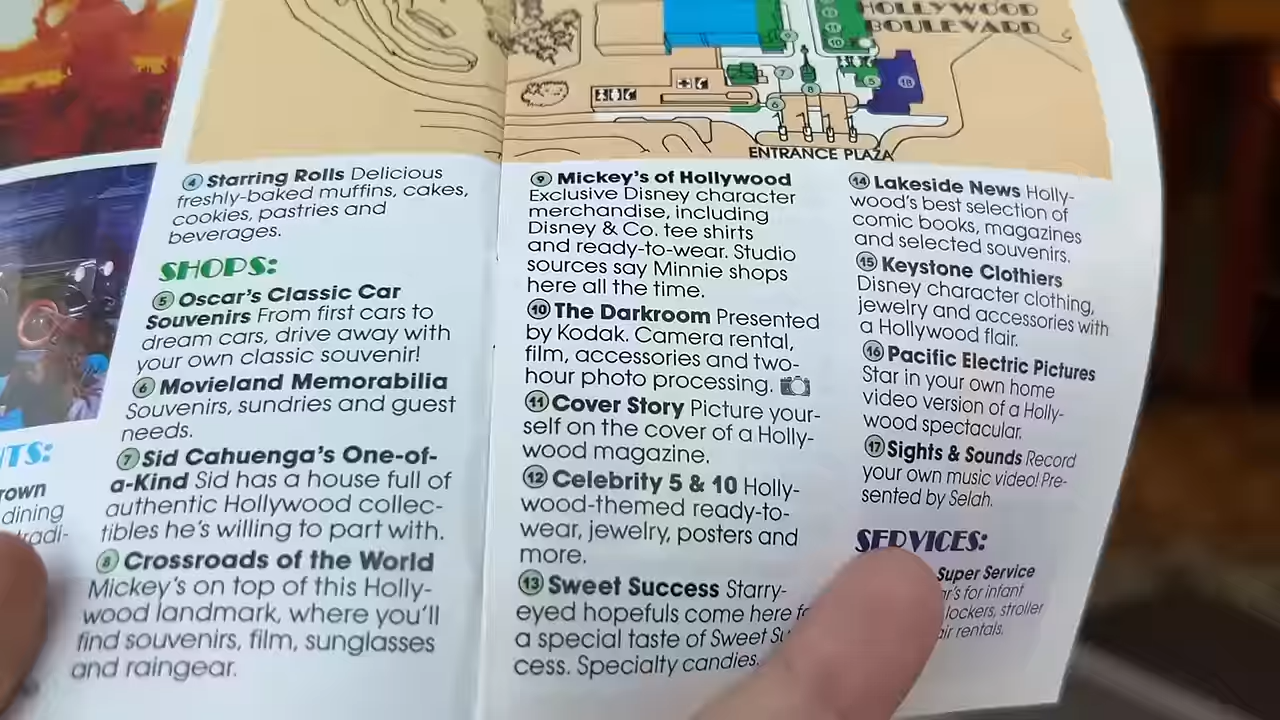 HOLLYWOOD
BOULEVARD
ENTRANCE PLAZA
4 Starring Rolls Delicious
freshly-baked muffins, cakes,
cookies, pastries and
beverages.
SHOPS:
5 Oscar's Classic Car
Souvenirs From first cars to
dream cars, drive away with
your own classic souvenir!
6 Movieland Memorabilia
Souvenirs, sundries and guest
needs.
7 Sid Cahuenga's One-of-
a-Kind Sid has a house full of
authentic Hollywood collec-
tibles he's willing to part with.
8 Crossroads of the World
Mickey's on top of this Holly-
wood landmark, where you'll
find souvenirs, film, sunglasses
and raingear.
9 Mickey's of Hollywood
Exclusive Disney character
merchandise, including
Disney & Co. tee shirts
and ready-to-wear. Studio
sources say Minnie shops
here all the time.
10 The Darkroom Presented
by Kodak. Camera rental,
film, accessories and two-
hour photo processing.
11 Cover Story Picture your-
self on the cover of a Holly-
wood magazine.
12 Celebrity 5 & 10 Holly-
wood-themed ready-to-
wear, jewelry, posters and
more.
13 Sweet Success Starry-
eyed hopefuls come here
a special taste of Sweet
cess. Specialty candies.
14 Lakeside News Holly-
wood's best selection of
comic books, magazines
and selected souvenirs.
15 Keystone Clothiers
Disney character clothing,
jewelry and accessories with
a Hollywood flair.
16 Pacific Electric Pictures
Star in your own home
video version of a Holly-
wood spectacular.
17 Sights & Sounds Record
your own music video! Pre-
sented by Selah.
SERVICES:
Super Service
for infant
lockers, stroller
rentals.
dining